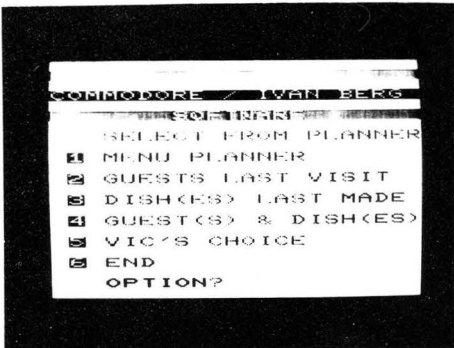 COMMODORE / IVAN BERG
SOFTWARE
SELECT FROM PLANNER
1 MENU PLANNER
2 GUESTS LAST VISIT
3 DISH(ES) LAST MADE
4 GUEST(S) & DISH(ES)
5 VIC'S CHOICE
6 END
OPTION?